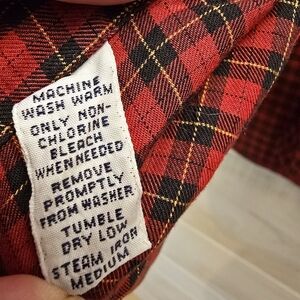 MACHINE
WASH WARM
ONLY NON-
CHLORINE
BLEACH
WHEN NEEDED
REMOVE
PROMPTLY
FROM WASHER
TUMBLE
DRY LOW
STEAM IRON
MEDIUM